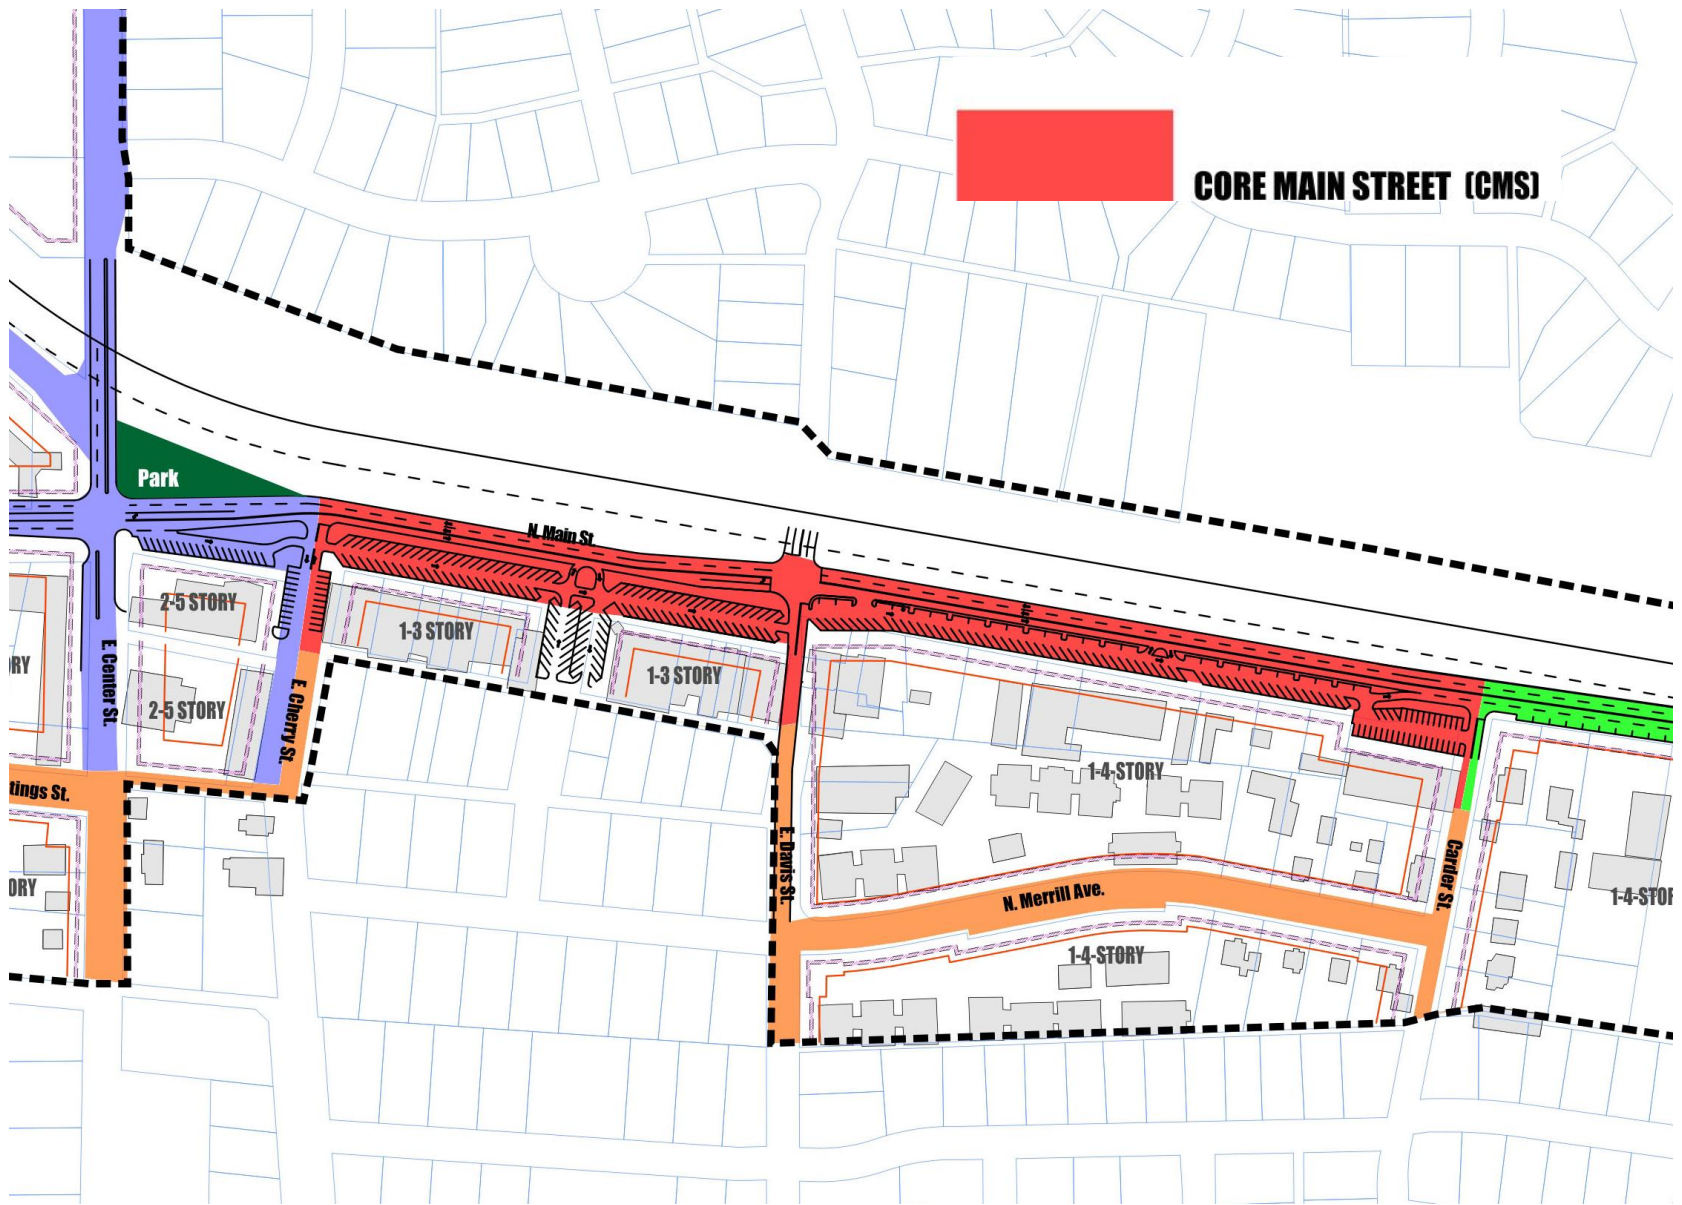 CORE MAIN STREET (CMS)
Park
N. Main St.
2-5 STORY
1-3 STORY
1-3 STORY
E. Center St.
2-5 STORY
E. Cherry St.
1-4-STORY
tings St.
E. Davis St.
Carder St.
N. Merrill Ave.
1-4-STOR
1-4-STORY
ORY
ORY